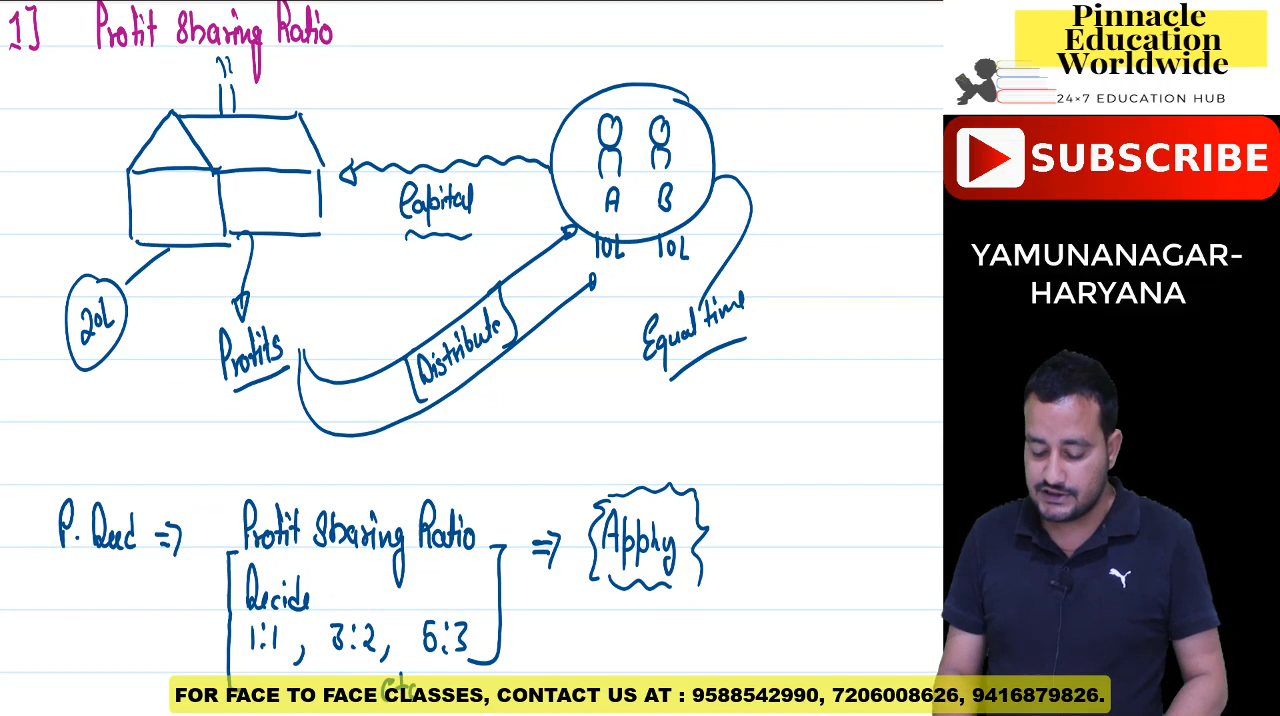 1] Profit Sharing Ratio
Capital
A B
10L 10L
20L
Profits
[Distribute]
Equal time
P. Deed => Profit Sharing Ratio => {Apply}
Decide
1:1, 3:2, 5:3
etc
Pinnacle
Education
Worldwide
24×7 EDUCATION HUB
SUBSCRIBE
YAMUNANAGAR-
HARYANA
FOR FACE TO FACE CLASSES, CONTACT US AT : 9588542990, 7206008626, 9416879826.